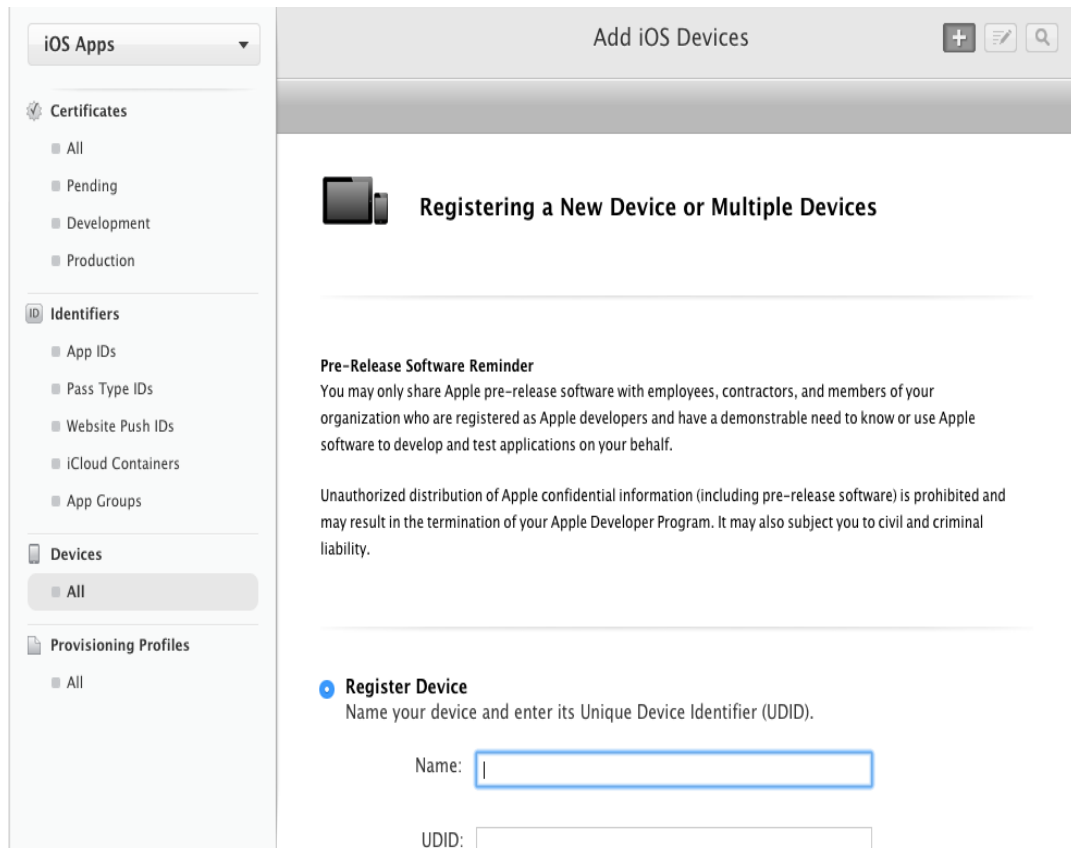 iOS Apps
Add iOS Devices
Certificates
All
Pending
Development
Production
Identifiers
App IDs
Pass Type IDs
Website Push IDs
iCloud Containers
App Groups
Devices
All
Provisioning Profiles
All
Registering a New Device or Multiple Devices
Pre-Release Software Reminder
You may only share Apple pre-release software with employees, contractors, and members of your
organization who are registered as Apple developers and have a demonstrable need to know or use Apple
software to develop and test applications on your behalf.
Unauthorized distribution of Apple confidential information (including pre-release software) is prohibited and
may result in the termination of your Apple Developer Program. It may also subject you to civil and criminal
liability.
Register Device
Name your device and enter its Unique Device Identifier (UDID).
Name:
UDID: